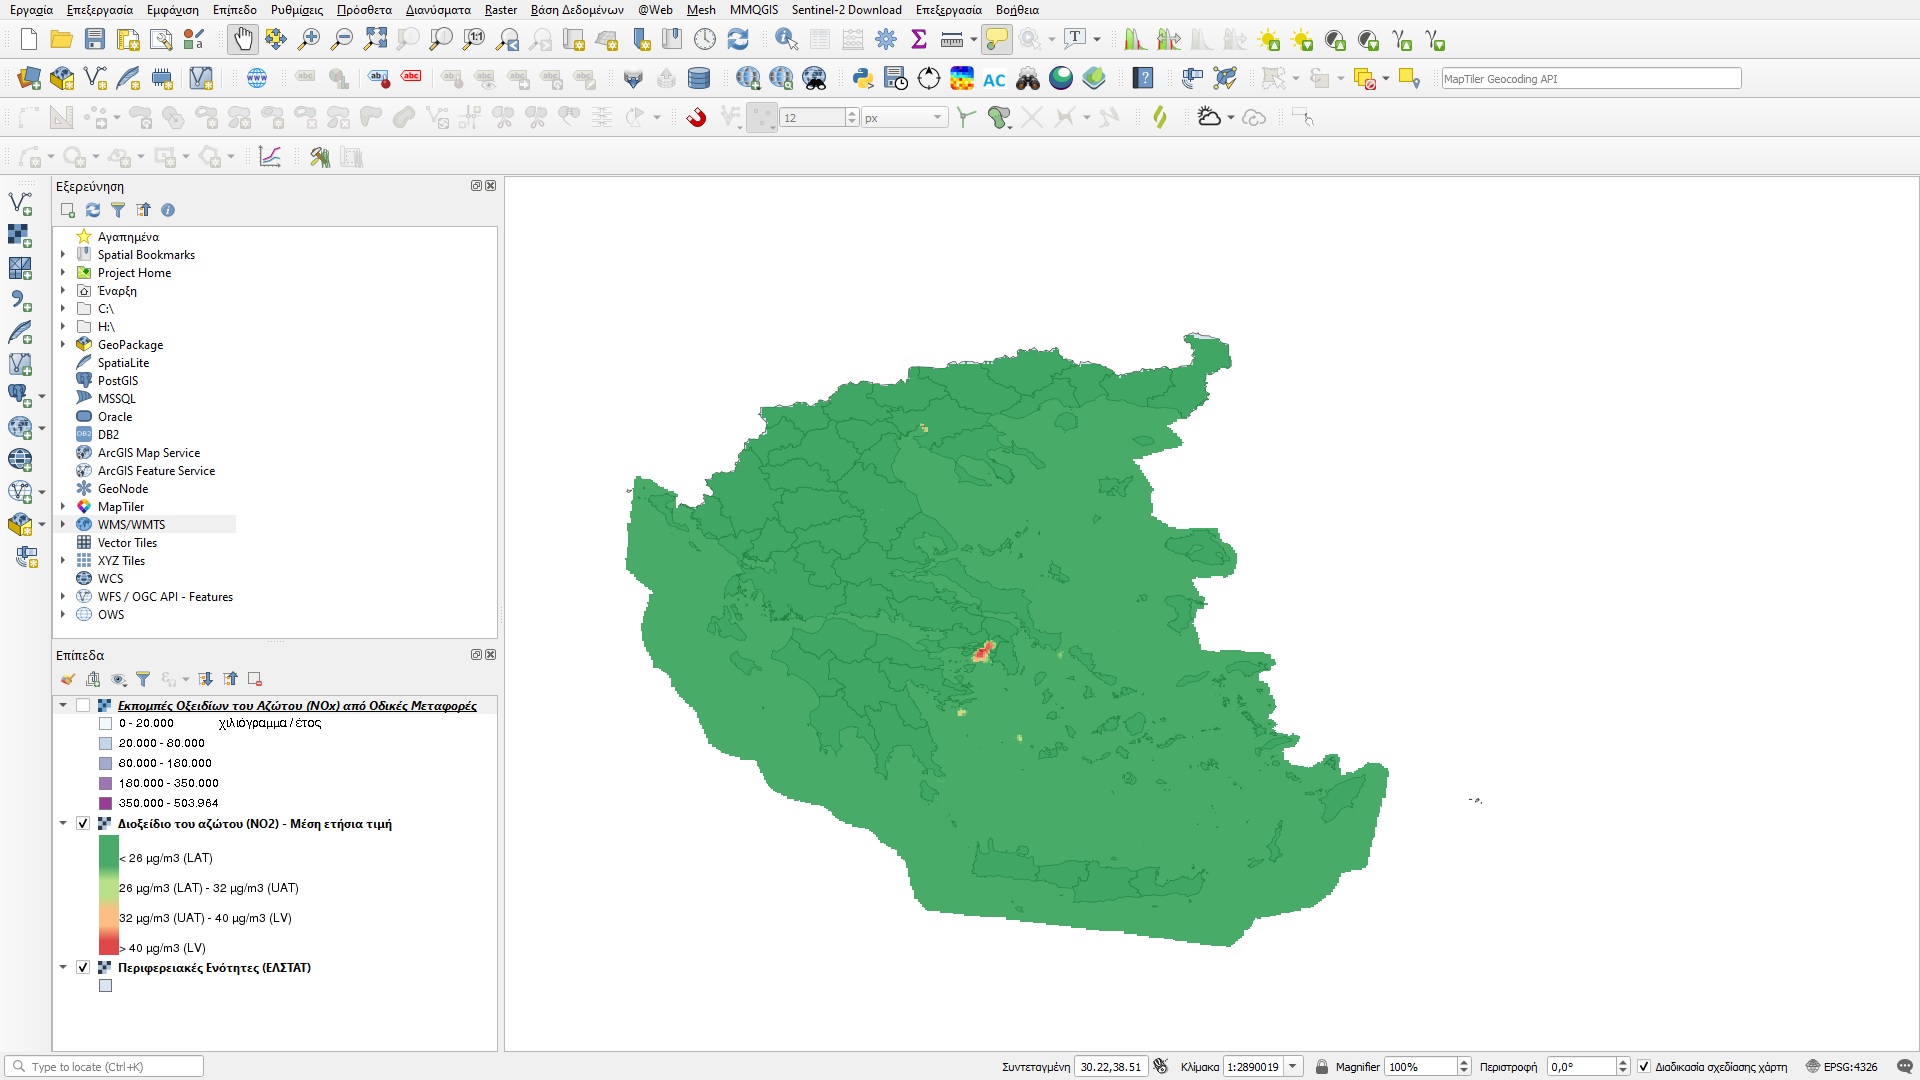 Εργασία Επεξεργασία Εμφάνιση Επίπεδο Ρυθμίσεις Πρόσθετα Διανύσματα Raster Βάση Δεδομένων @Web Mesh MMQGIS Sentinel-2 Download Επεξεργασία Βοήθεια
1:1
T
abc abc
AC
MapTiler Geocoding API
12 px
Εξερεύνηση
Αγαπημένα
Spatial Bookmarks
Project Home
Έναρξη
C:\
H:\
GeoPackage
SpatiaLite
PostGIS
MSSQL
Oracle
DB2
ArcGIS Map Service
ArcGIS Feature Service
GeoNode
MapTiler
WMS/WMTS
Vector Tiles
XYZ Tiles
WCS
WFS / OGC API - Features
OWS
Επίπεδα
Εκπομπές Οξειδίων του Αζώτου (NOx) από Οδικές Μεταφορές
0 - 20.000 χιλιόγραμμα/έτος
20.000 - 80.000
80.000 - 180.000
180.000 - 350.000
350.000 - 503.964
Διοξείδιο του αζώτου (NO2) - Μέση ετήσια τιμή
< 26 μg/m3 (LAT)
26 μg/m3 (LAT) - 32 μg/m3 (UAT)
32 μg/m3 (UAT) - 40 μg/m3 (LV)
> 40 μg/m3 (LV)
Περιφερειακές Ενότητες (ΕΛΣΤΑΤ)
Type to locate (Ctrl+K) Συντεταγμένη 30.22,38.51 Κλίμακα 1:2890019 Magnifier 100% Περιστροφή 0,0° Διαδικασία σχεδίασης χάρτη EPSG:4326